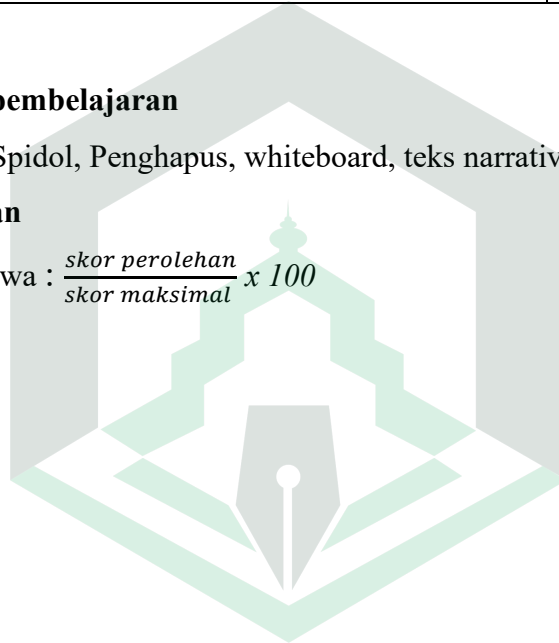 pembelajaran
Spidol, Penghapus, whiteboard, teks narrativ
an
wa : skor perolehan / skor maksimal x 100